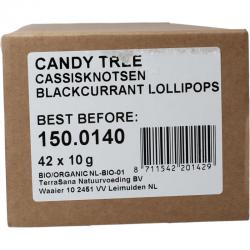 CANDY TREE
CASSISKNOTSEN
BLACKCURRANT LOLLIPOPS
BEST BEFORE:
150.0140
42 x 10 g
8 711542 201429
BIO/ORGANIC NL-BIO-01
TerraSana Natuurvoeding BV
Waaier 10 2451 VV Leimuiden NL